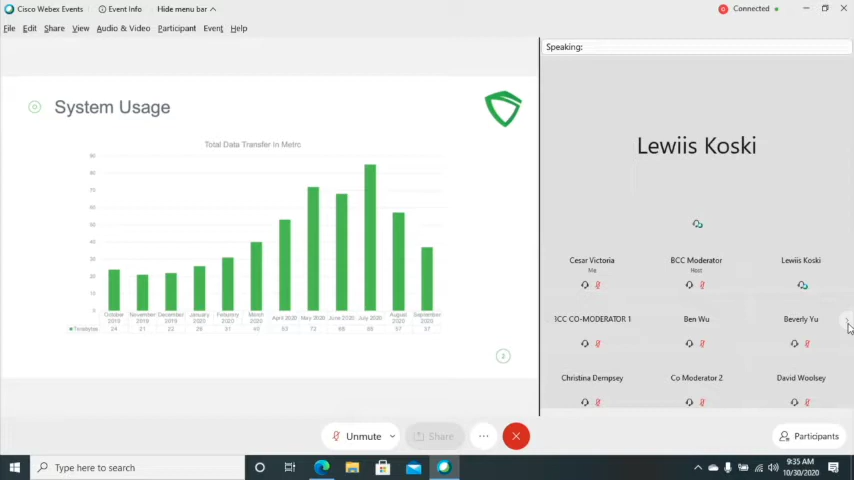 Cisco Webex Events
Event Info
Hide menu bar
Connected
File Edit Share View Audio & Video Participant Event Help
Speaking:
System Usage
Total Data Transfer In Metrc
90
80
70
60
50
40
30
20
10
0
October 2019 November 2019 December 2019 January 2020 February 2020 March 2020 April 2020 May 2020 June 2020 July 2020 August 2020 September 2020
Terabytes 24 21 22 26 31 40 53 72 68 85 57 37
2
Lewiis Koski
Cesar Victoria BCC Moderator Lewiis Koski
Me Host
BCC CO-MODERATOR 1 Ben Wu Beverly Yu
Christina Dempsey Co Moderator 2 David Woolsey
Unmute Share Participants
Type here to search
9:35 AM
10/30/2020